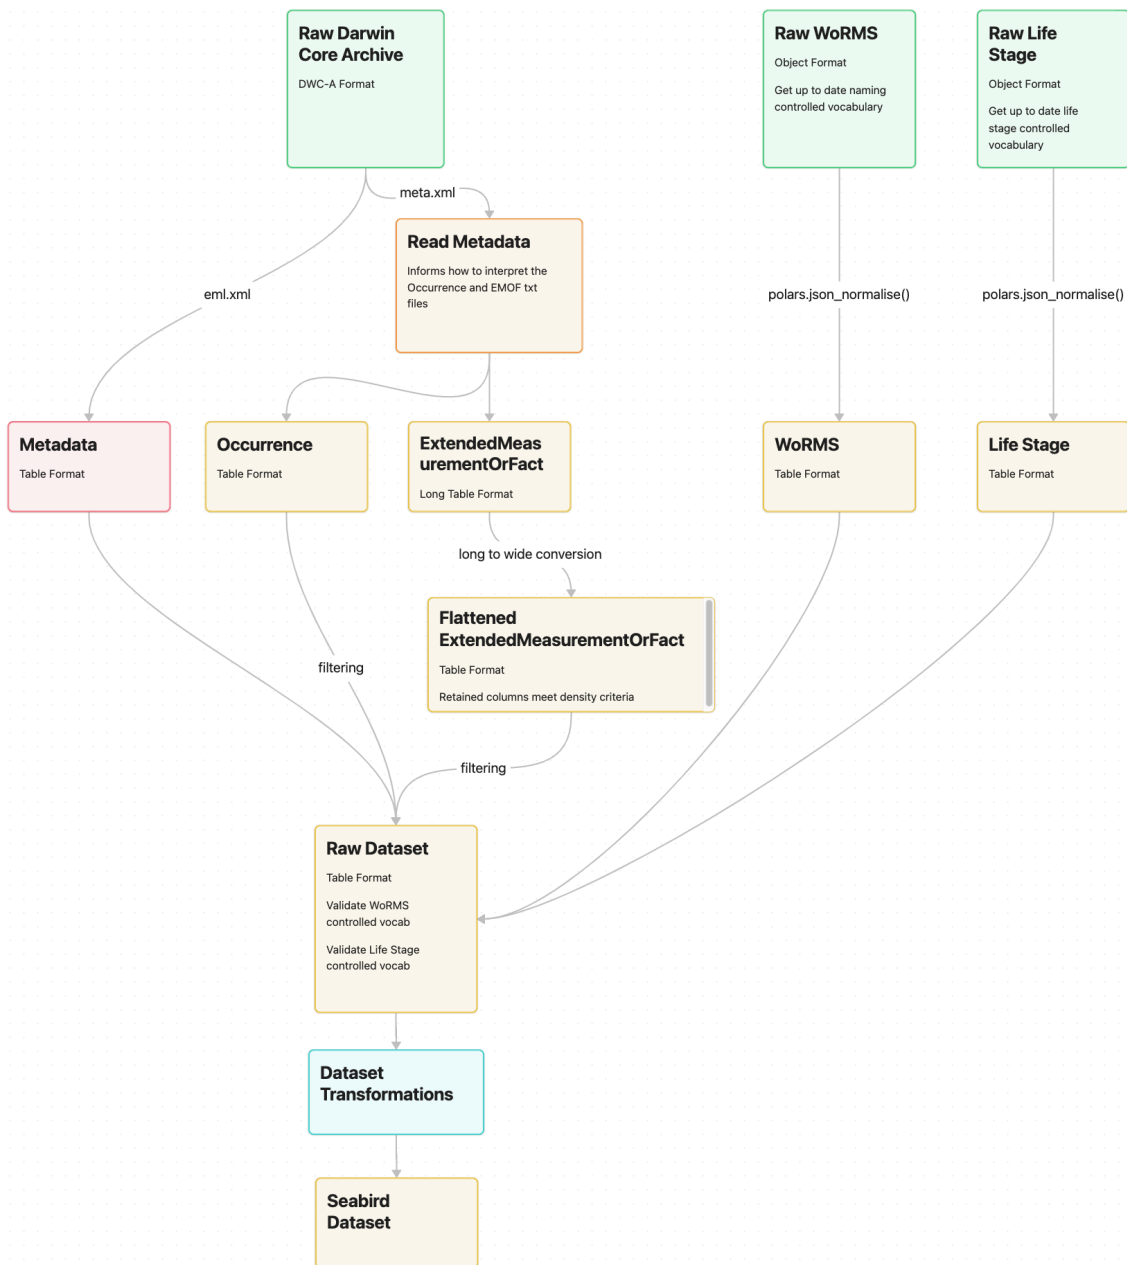 Raw Darwin
Core Archive
DWC-A Format
Raw WoRMS
Object Format
Get up to date naming
controlled vocabulary
Raw Life
Stage
Object Format
Get up to date life
stage controlled
vocabulary
meta.xml
Read Metadata
Informs how to interpret the
Occurrence and EMOF txt
files
eml.xml
polars.json_normalise()
polars.json_normalise()
Metadata
Table Format
Occurrence
Table Format
ExtendedMeas
urementOrFact
Long Table Format
WoRMS
Table Format
Life Stage
Table Format
long to wide conversion
Flattened
ExtendedMeasurementOrFact
Table Format
Retained columns meet density criteria
filtering
filtering
Raw Dataset
Table Format
Validate WoRMS
controlled vocab
Validate Life Stage
controlled vocab
Dataset
Transformations
Seabird
Dataset